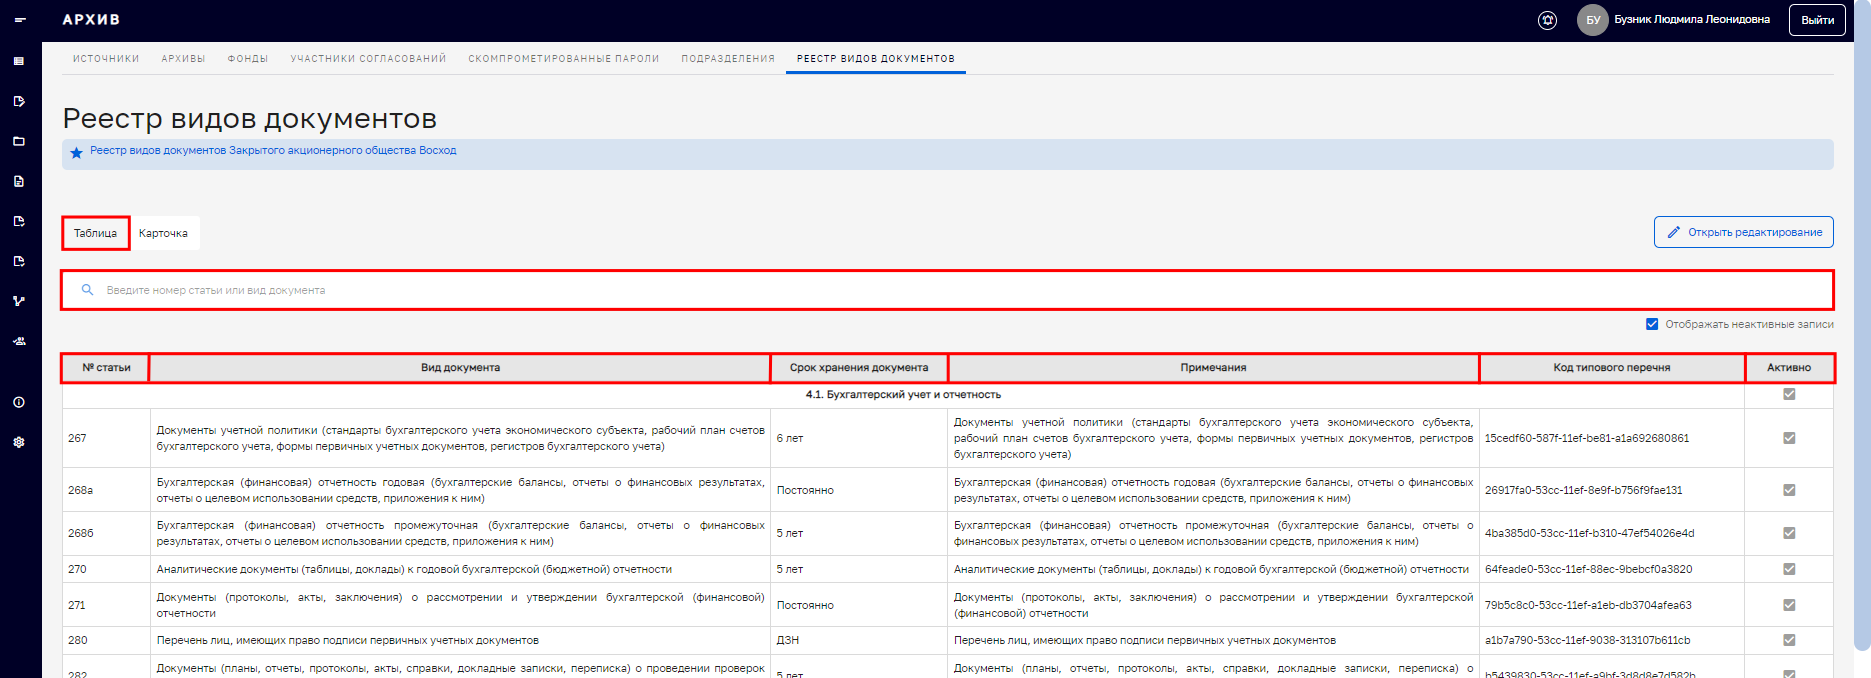 АРХИВ
БУ
Бузник Людмила Леонидовна
Выйти
ИСТОЧНИКИ
АРХИВЫ
ФОНДЫ
УЧАСТНИКИ СОГЛАСОВАНИЙ
СКОМПРОМЕТИРОВАННЫЕ ПАРОЛИ
ПОДРАЗДЕЛЕНИЯ
РЕЕСТР ВИДОВ ДОКУМЕНТОВ
Реестр видов документов
Реестр видов документов Закрытого акционерного общества Восход
Таблица
Карточка
Открыть редактирование
Введите номер статьи или вид документа
Отображать неактивные записи
№ статьи
Вид документа
Срок хранения документа
Примечания
Код типового перечня
Активно
4.1. Бухгалтерский учет и отчетность
267
Документы учетной политики (стандарты бухгалтерского учета экономического субъекта, рабочий план счетов
бухгалтерского учета, формы первичных учетных документов, регистров бухгалтерского учета)
6 лет
Документы учетной политики (стандарты бухгалтерского учета экономического субъекта,
рабочий план счетов бухгалтерского учета, формы первичных учетных документов, регистров
бухгалтерского учета)
15cedf60-587f-11ef-be81-a1a692680861
268а
Бухгалтерская (финансовая) отчетность годовая (бухгалтерские балансы, отчеты о финансовых результатах,
отчеты о целевом использовании средств, приложения к ним)
Постоянно
Бухгалтерская (финансовая) отчетность годовая (бухгалтерские балансы, отчеты о финансовых
результатах, отчеты о целевом использовании средств, приложения к ним)
26917fa0-53cc-11ef-8e9f-b756f9fae131
268б
Бухгалтерская (финансовая) отчетность промежуточная (бухгалтерские балансы, отчеты о финансовых
результатах, отчеты о целевом использовании средств, приложения к ним)
5 лет
Бухгалтерская (финансовая) отчетность промежуточная (бухгалтерские балансы, отчеты о
финансовых результатах, отчеты о целевом использовании средств, приложения к ним)
4ba385d0-53cc-11ef-b310-47ef54026e4d
270
Аналитические документы (таблицы, доклады) к годовой бухгалтерской (бюджетной) отчетности
5 лет
Аналитические документы (таблицы, доклады) к годовой бухгалтерской (бюджетной) отчетности
64feade0-53cc-11ef-88ec-9bebcf0a3820
271
Документы (протоколы, акты, заключения) о рассмотрении и утверждении бухгалтерской (финансовой)
отчетности
Постоянно
Документы (протоколы, акты, заключения) о рассмотрении и утверждении бухгалтерской
(финансовой) отчетности
79b5c8c0-53cc-11ef-a1eb-db3704afea63
280
Перечень лиц, имеющих право подписи первичных учетных документов
ДЗН
Перечень лиц, имеющих право подписи первичных учетных документов
a1b7a790-53cc-11ef-9038-313107b611cb
282
Документы (планы, отчеты, протоколы, акты, справки, докладные записки, переписка) о проведении проверок
5 лет
Документы (планы, отчеты, протоколы, акты, справки, докладные записки, переписка) о
b5439830-53cc-11ef-a9bf-3d8d8e7d582b